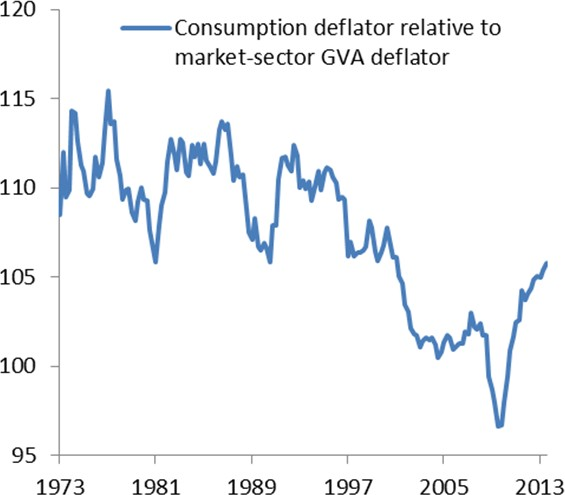 120
Consumption deflator relative to
market-sector GVA deflator
115
110
105
100
95
1973 1981 1989 1997 2005 2013